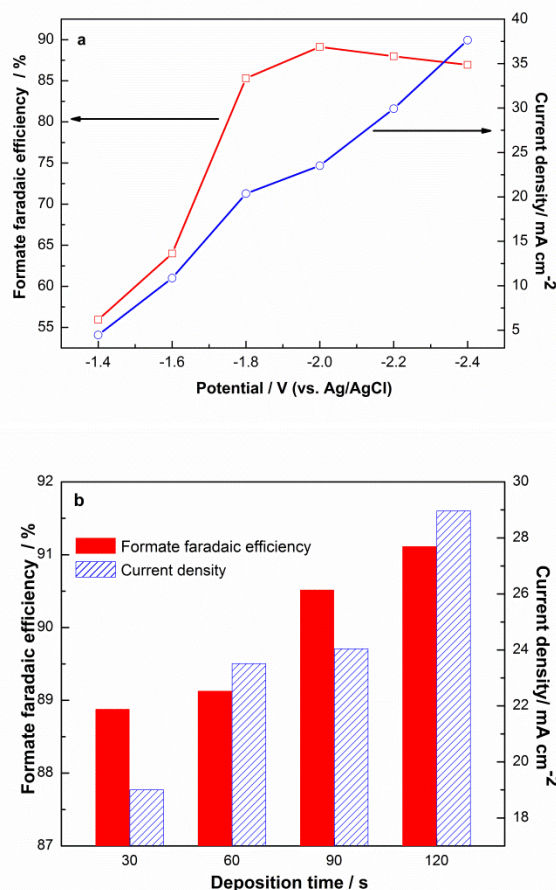 a
Formate faradaic efficiency / %
90
85
80
75
70
65
60
55
40
35
30
25
20
15
10
5
Current density/ mA cm-2
-1.4 -1.6 -1.8 -2.0 -2.2 -2.4
Potential / V (vs. Ag/AgCl)
b
Formate faradaic efficiency / %
92
91
90
89
88
87
Formate faradaic efficiency
Current density
30
28
26
24
22
20
18
Current density/ mA cm-2
30 60 90 120
Deposition time / s